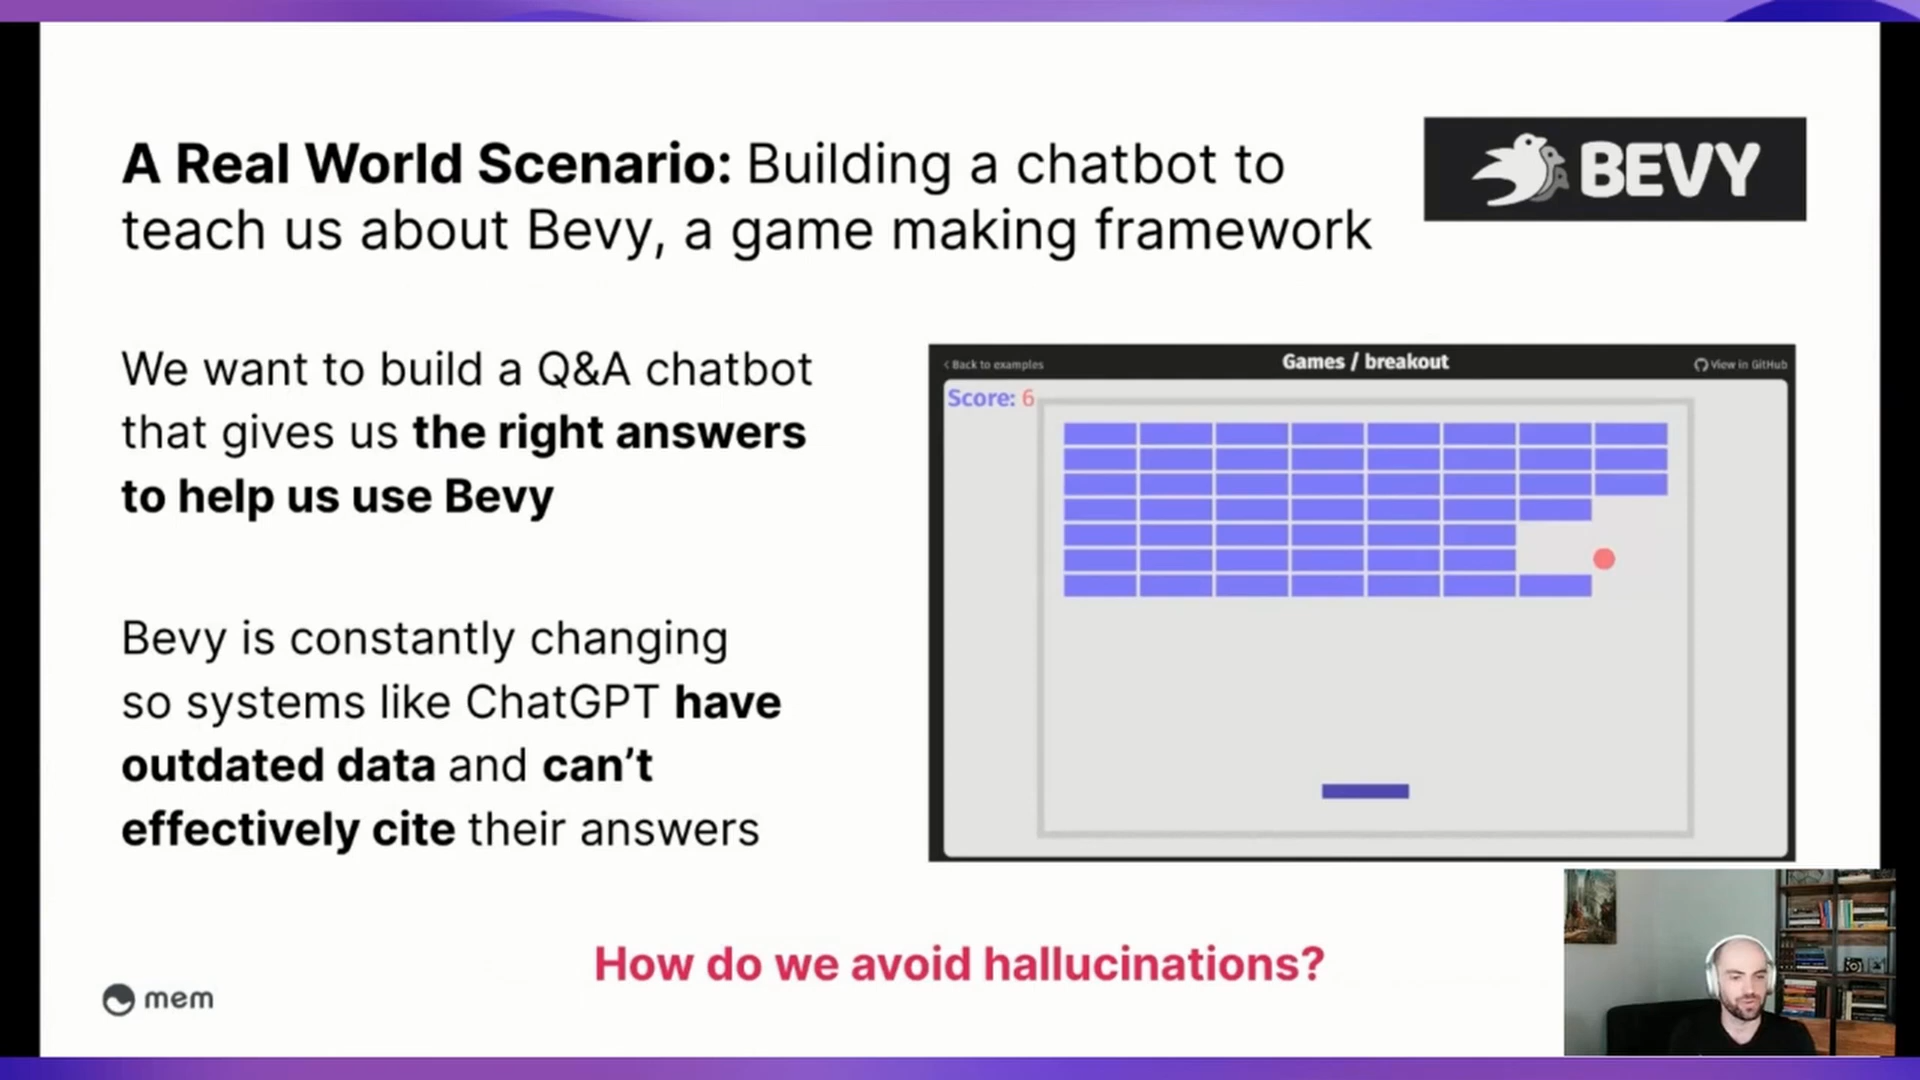 A Real World Scenario: Building a chatbot to
teach us about Bevy, a game making framework
BEVY
We want to build a Q&A chatbot
that gives us the right answers
to help us use Bevy
Bevy is constantly changing
so systems like ChatGPT have
outdated data and can’t
effectively cite their answers
< Back to examples
Games / breakout
View in GitHub
Score: 6
How do we avoid hallucinations?
mem